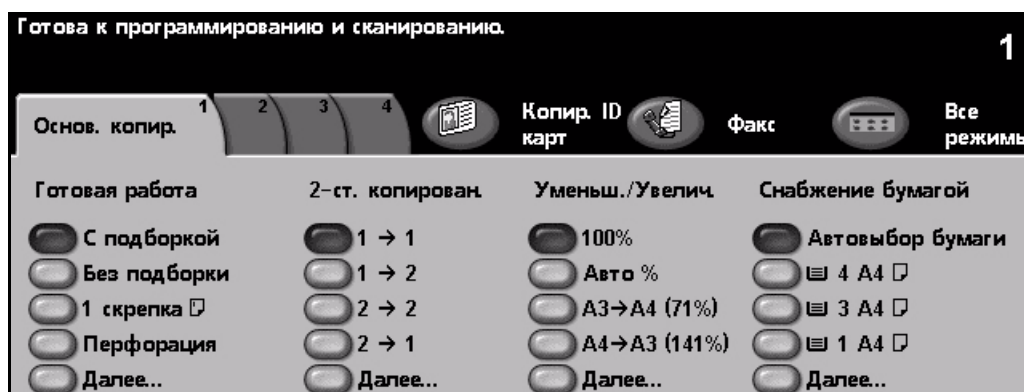 Готова к программированию и сканированию.
1
Основ. копир.
1
2
3
4
Копир. ID
карт
Факс
Все
режимы
Готовая работа
С подборкой
Без подборки
1 скрепка
Перфорация
Далее...
2-ст. копирован.
1 → 1
1 → 2
2 → 2
2 → 1
Далее...
Уменьш./Увелич.
100%
Авто %
A3→A4 (71%)
A4→A3 (141%)
Далее...
Снабжение бумагой
Автовыбор бумаги
4 A4
3 A4
1 A4
Далее...